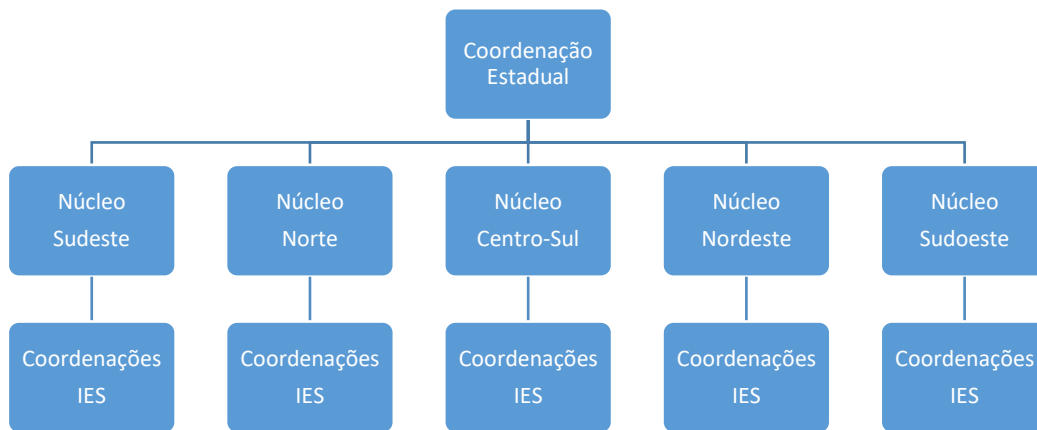 Coordenação
Estadual
Núcleo
Sudeste
Núcleo
Norte
Núcleo
Centro-Sul
Núcleo
Nordeste
Núcleo
Sudoeste
Coordenações
IES
Coordenações
IES
Coordenações
IES
Coordenações
IES
Coordenações
IES